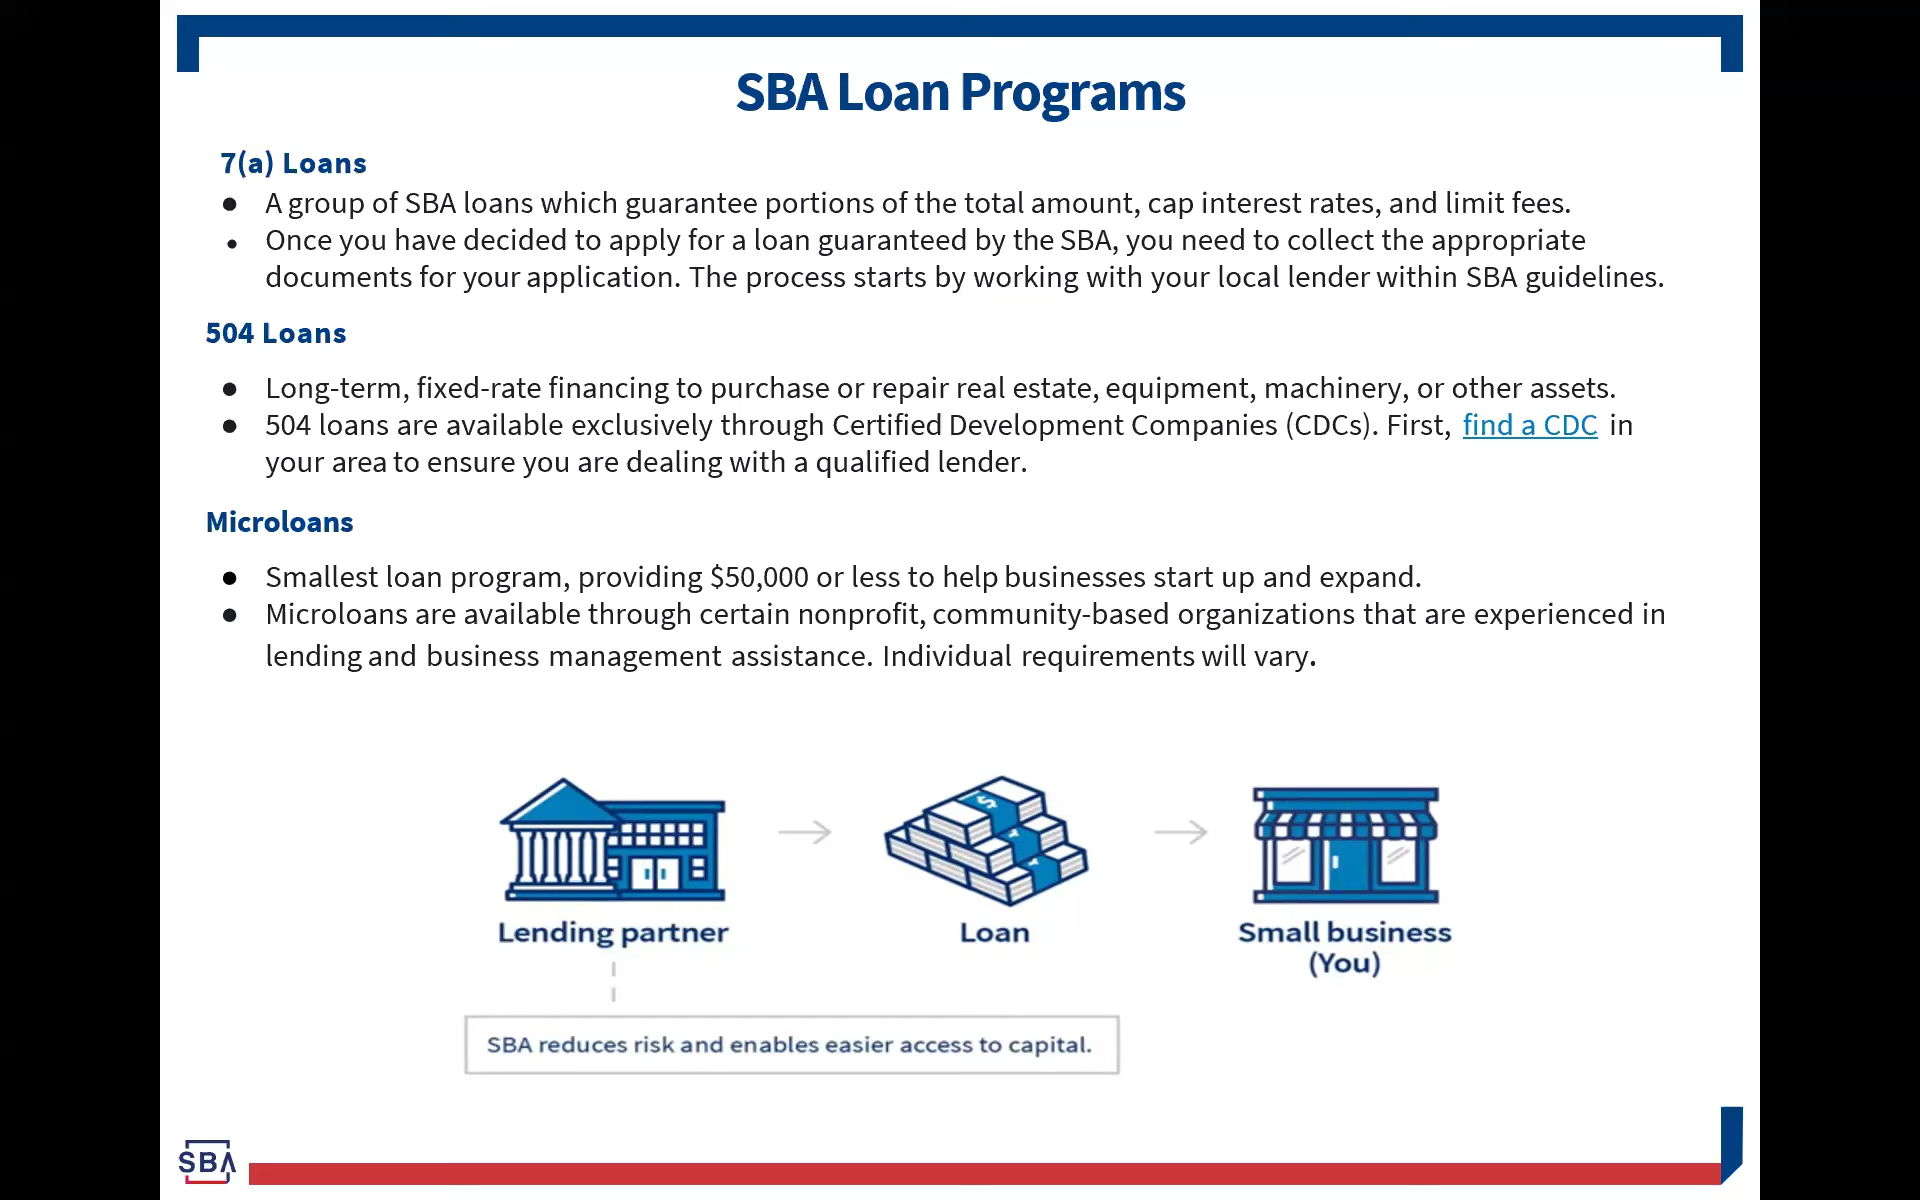 SBA Loan Programs
7(a) Loans
● A group of SBA loans which guarantee portions of the total amount, cap interest rates, and limit fees.
● Once you have decided to apply for a loan guaranteed by the SBA, you need to collect the appropriate
documents for your application. The process starts by working with your local lender within SBA guidelines.
504 Loans
● Long-term, fixed-rate financing to purchase or repair real estate, equipment, machinery, or other assets.
● 504 loans are available exclusively through Certified Development Companies (CDCs). First, find a CDC in
your area to ensure you are dealing with a qualified lender.
Microloans
● Smallest loan program, providing $50,000 or less to help businesses start up and expand.
● Microloans are available through certain nonprofit, community-based organizations that are experienced in
lending and business management assistance. Individual requirements will vary.
Lending partner
Loan
Small business
(You)
SBA reduces risk and enables easier access to capital.
SBA